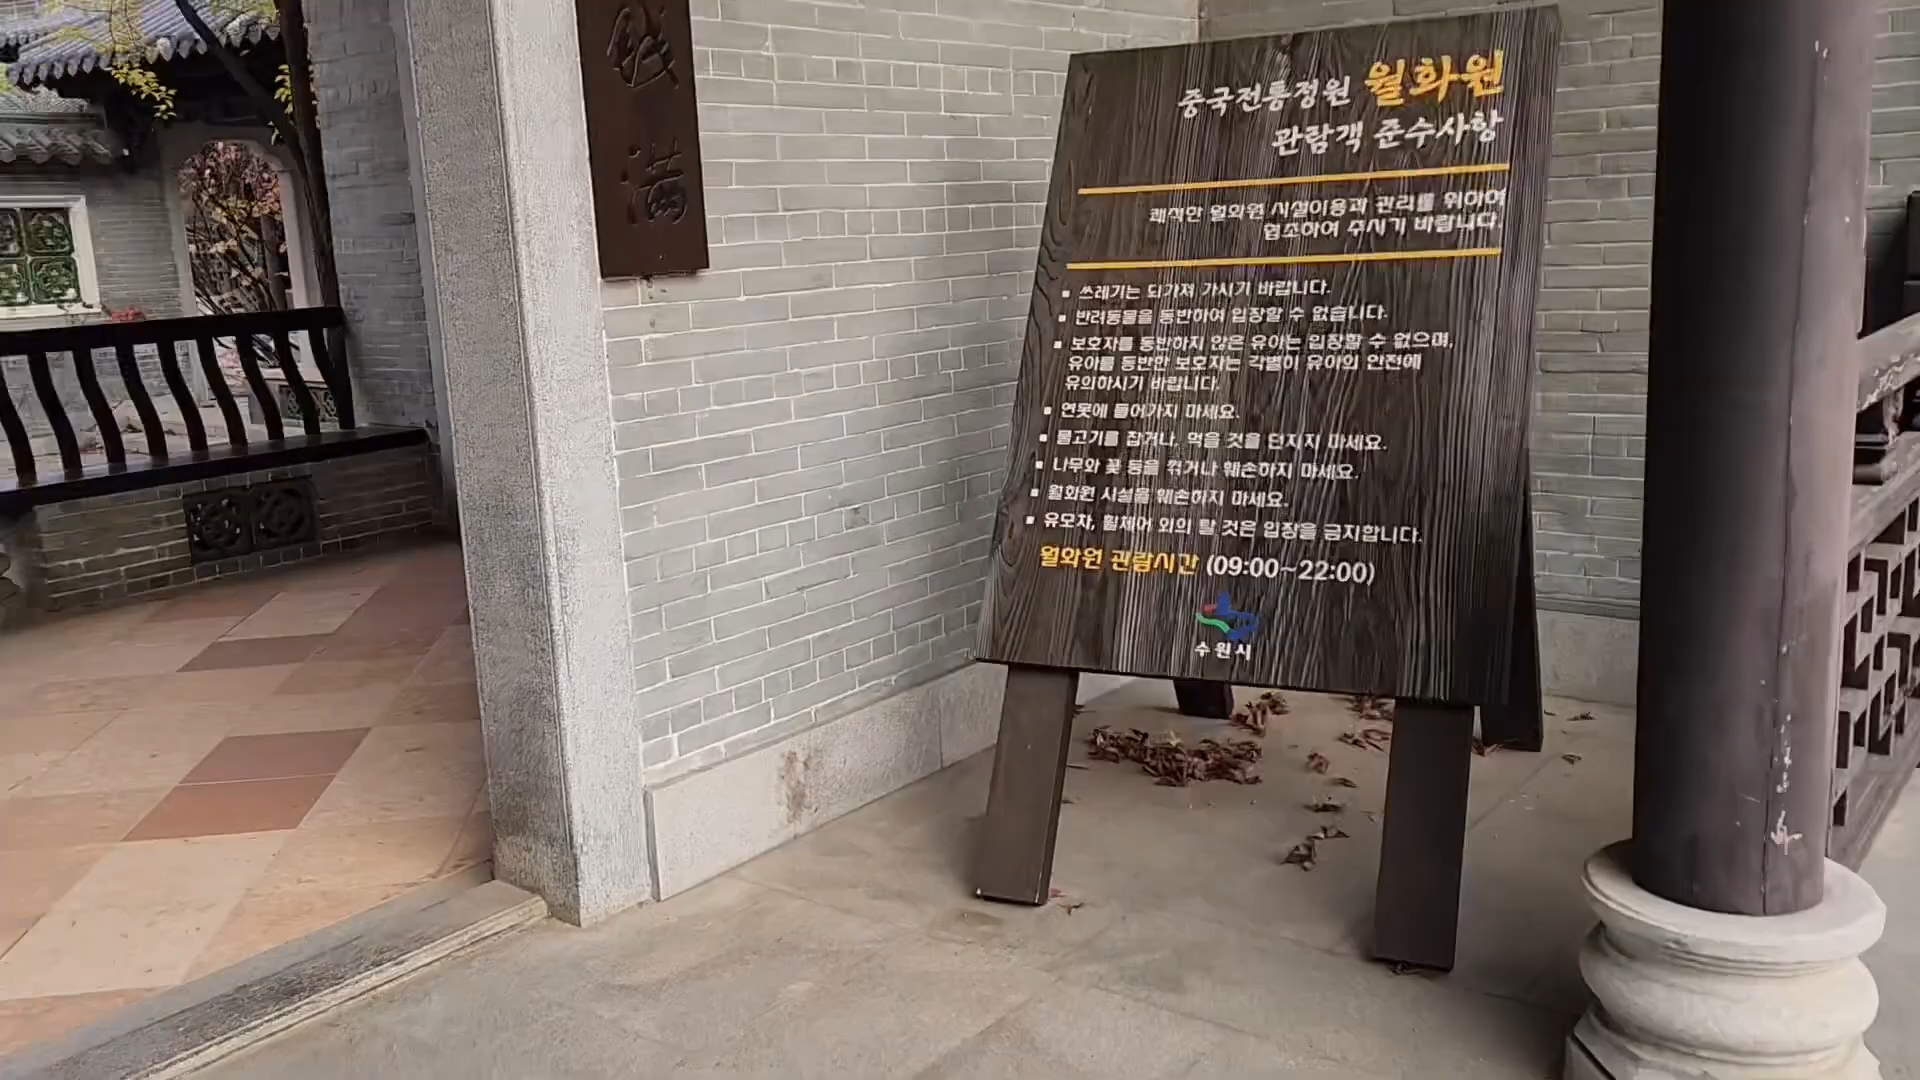 满
중국전통정원 월화원
관람객 준수사항
쾌적한 월화원 시설이용과 관리를 위하여
협조하여 주시기 바랍니다.
▪ 쓰레기는 되가져 가시기 바랍니다.
▪ 반려동물을 동반하여 입장할 수 없습니다.
▪ 보호자를 동반하지 않은 유아는 입장할 수 없으며,
유아를 동반한 보호자는 각별히 유아의 안전에
유의하시기 바랍니다.
▪ 연못에 들어가지 마세요.
▪ 물고기를 잡거나, 먹을 것을 던지지 마세요.
▪ 나무와 꽃 등을 꺾거나 훼손하지 마세요.
▪ 월화원 시설을 훼손하지 마세요.
▪ 유모차, 휠체어 외의 탈 것은 입장을 금지합니다.
월화원 관람시간 (09:00~22:00)
수원시